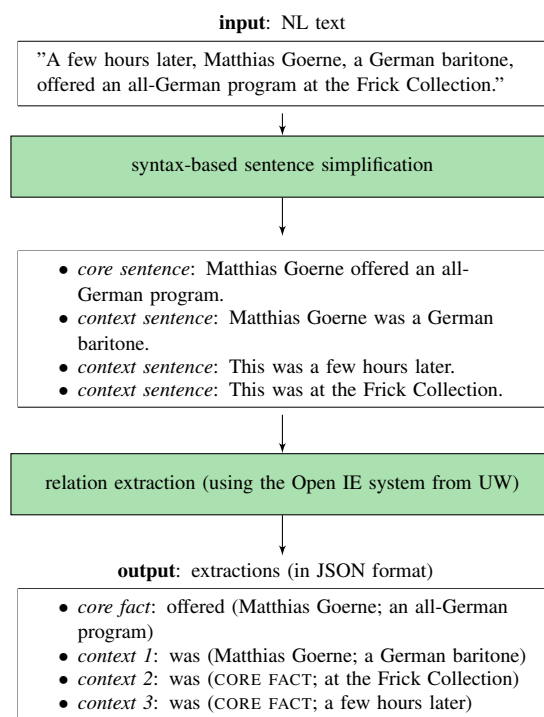 input: NL text
”A few hours later, Matthias Goerne, a German baritone,
offered an all-German program at the Frick Collection.”
syntax-based sentence simplification
• core sentence: Matthias Goerne offered an all-
German program.
• context sentence: Matthias Goerne was a German
baritone.
• context sentence: This was a few hours later.
• context sentence: This was at the Frick Collection.
relation extraction (using the Open IE system from UW)
output: extractions (in JSON format)
• core fact: offered (Matthias Goerne; an all-German
program)
• context 1: was (Matthias Goerne; a German baritone)
• context 2: was (CORE FACT; at the Frick Collection)
• context 3: was (CORE FACT; a few hours later)